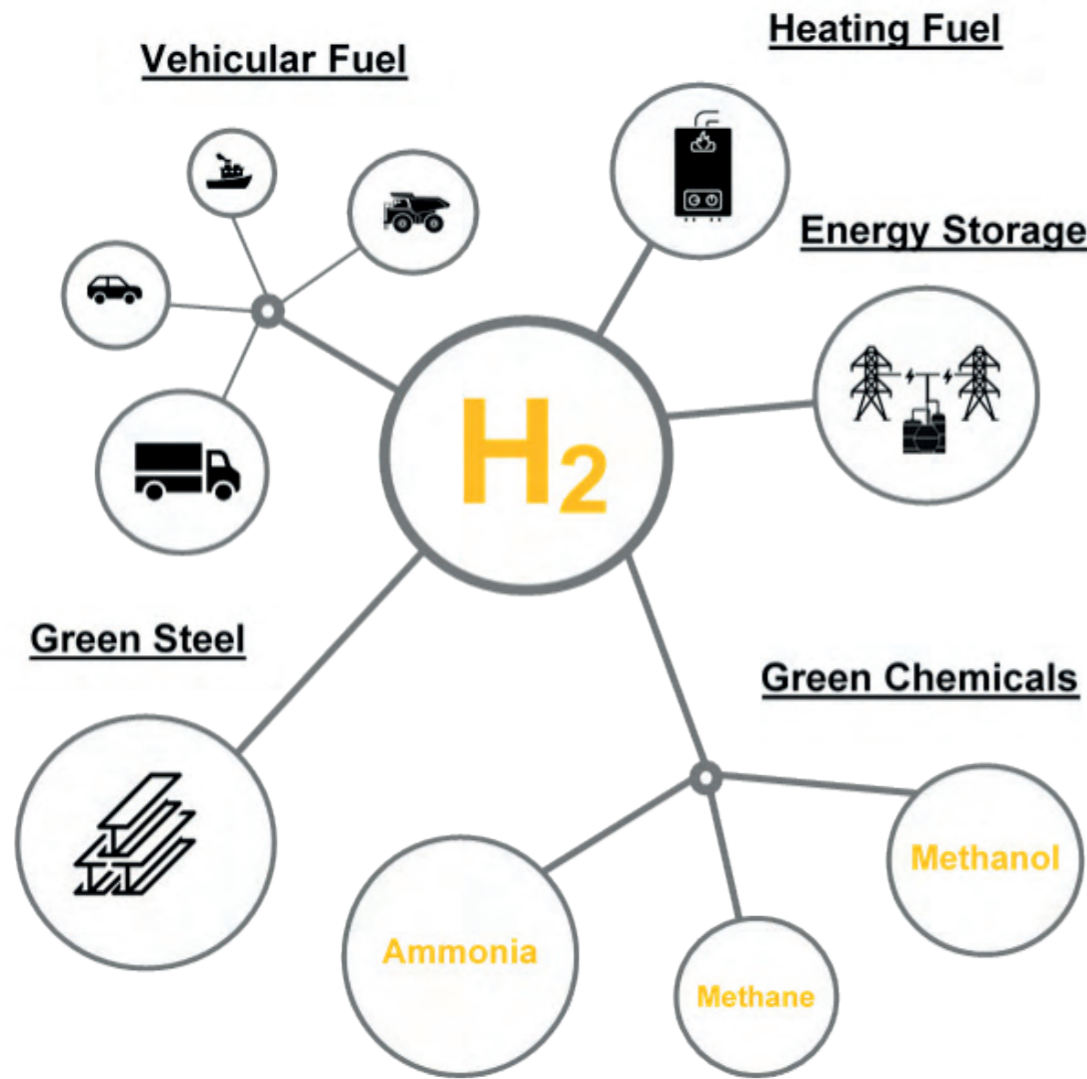 Heating Fuel
Vehicular Fuel
Energy Storage
H2
Green Steel
Green Chemicals
Methanol
Ammonia
Methane